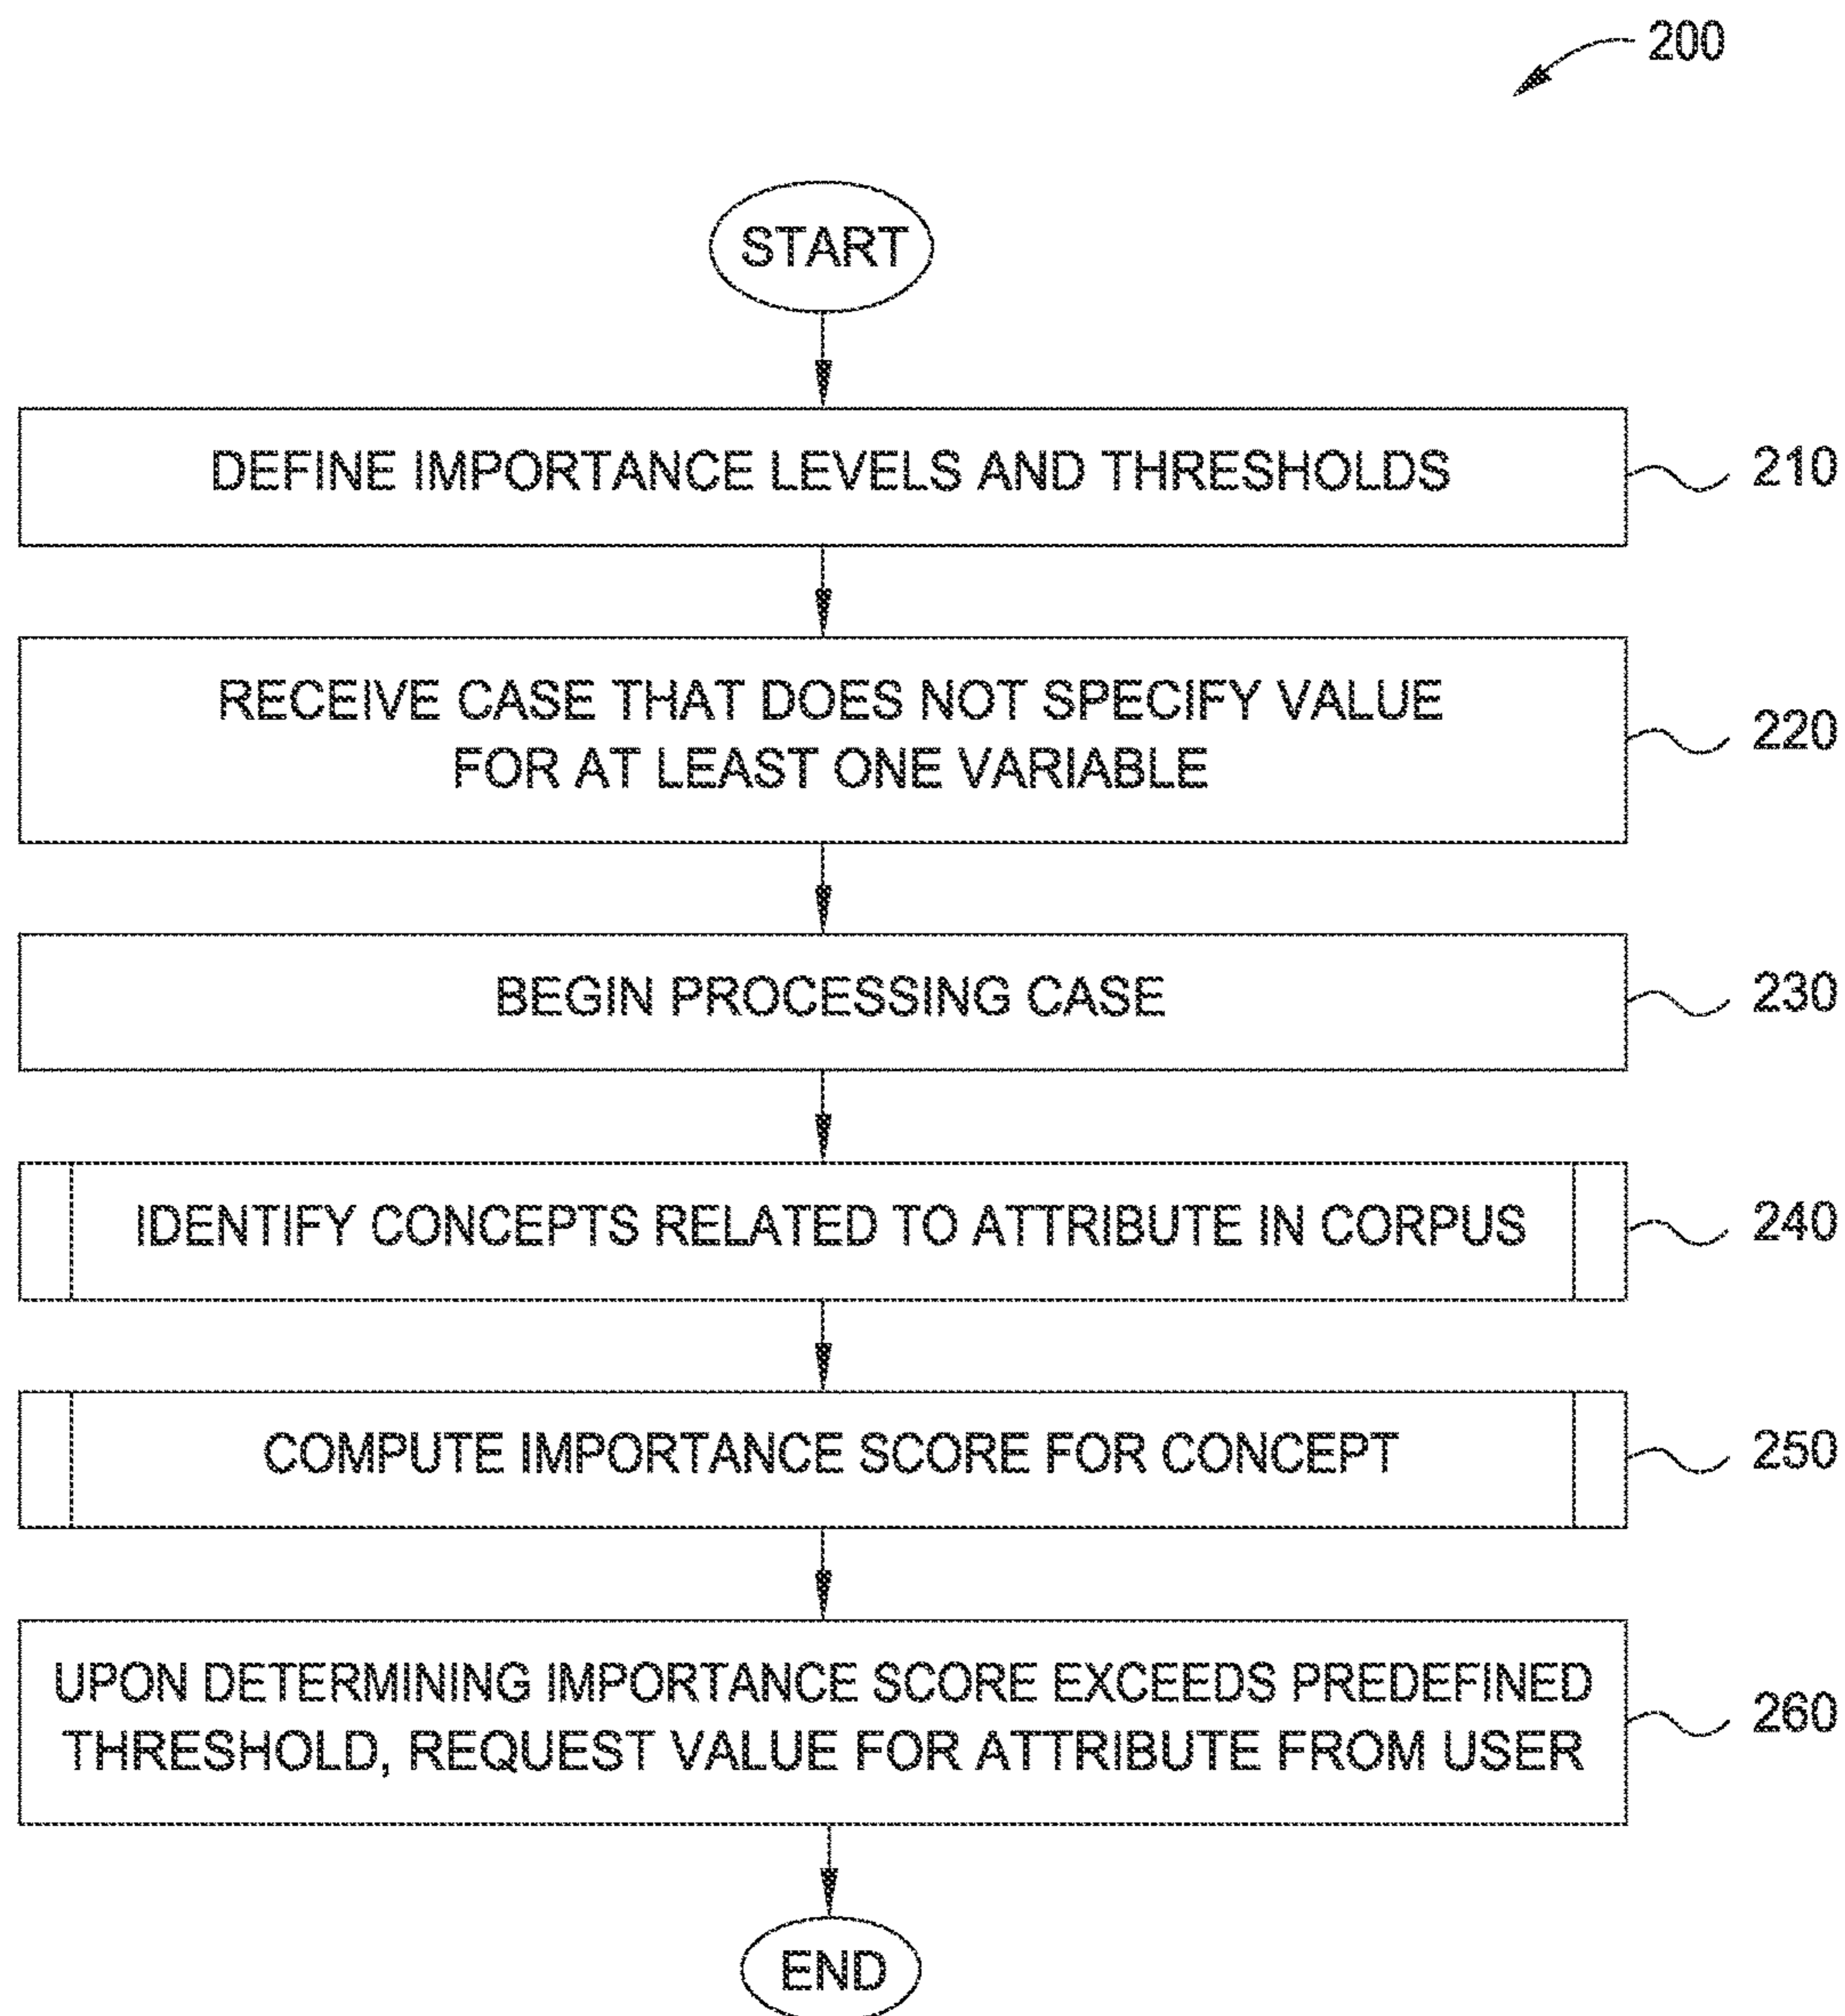 200
START
DEFINE IMPORTANCE LEVELS AND THRESHOLDS
210
RECEIVE CASE THAT DOES NOT SPECIFY VALUE
FOR AT LEAST ONE VARIABLE
220
BEGIN PROCESSING CASE
230
IDENTIFY CONCEPTS RELATED TO ATTRIBUTE IN CORPUS
240
COMPUTE IMPORTANCE SCORE FOR CONCEPT
250
UPON DETERMINING IMPORTANCE SCORE EXCEEDS PREDEFINED
THRESHOLD, REQUEST VALUE FOR ATTRIBUTE FROM USER
260
END